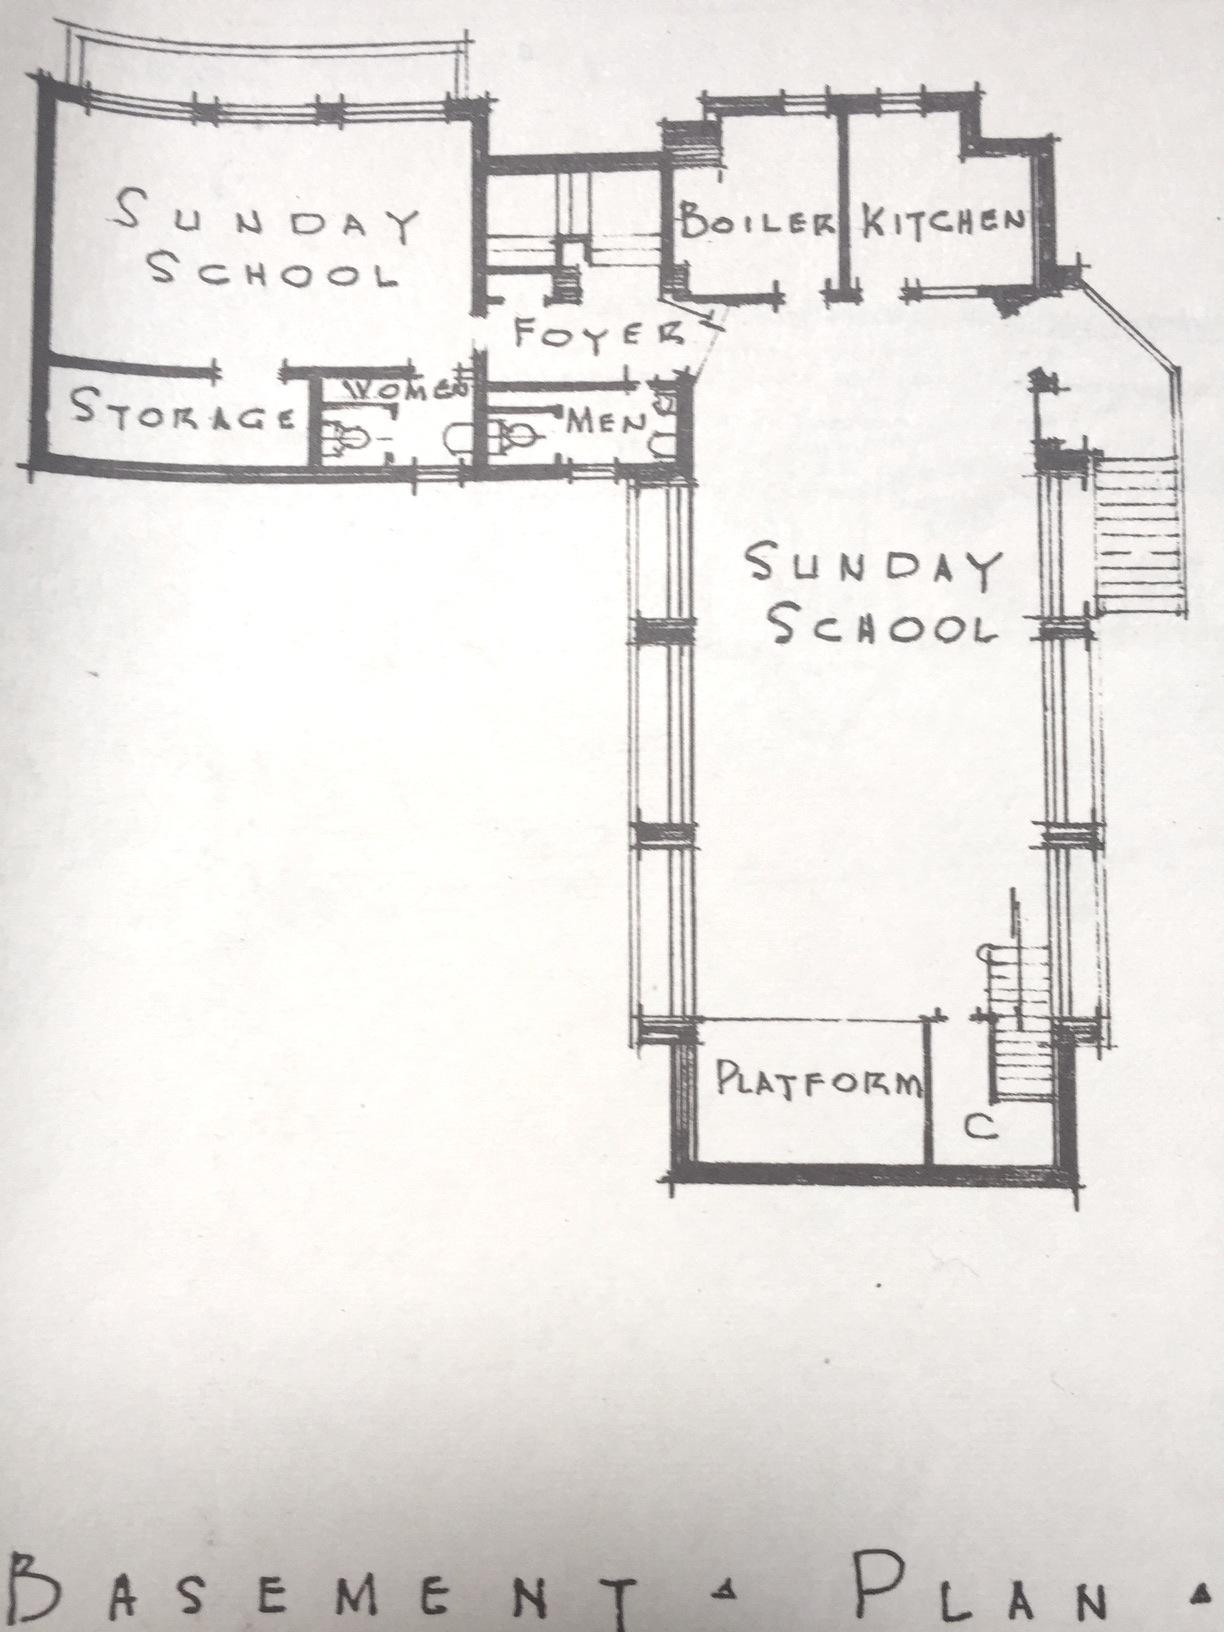 SUNDAY
SCHOOL
BOILER
KITCHEN
FOYER
STORAGE
WOMEN
MEN
SUNDAY
SCHOOL
PLATFORM
C
BASEMENT PLAN